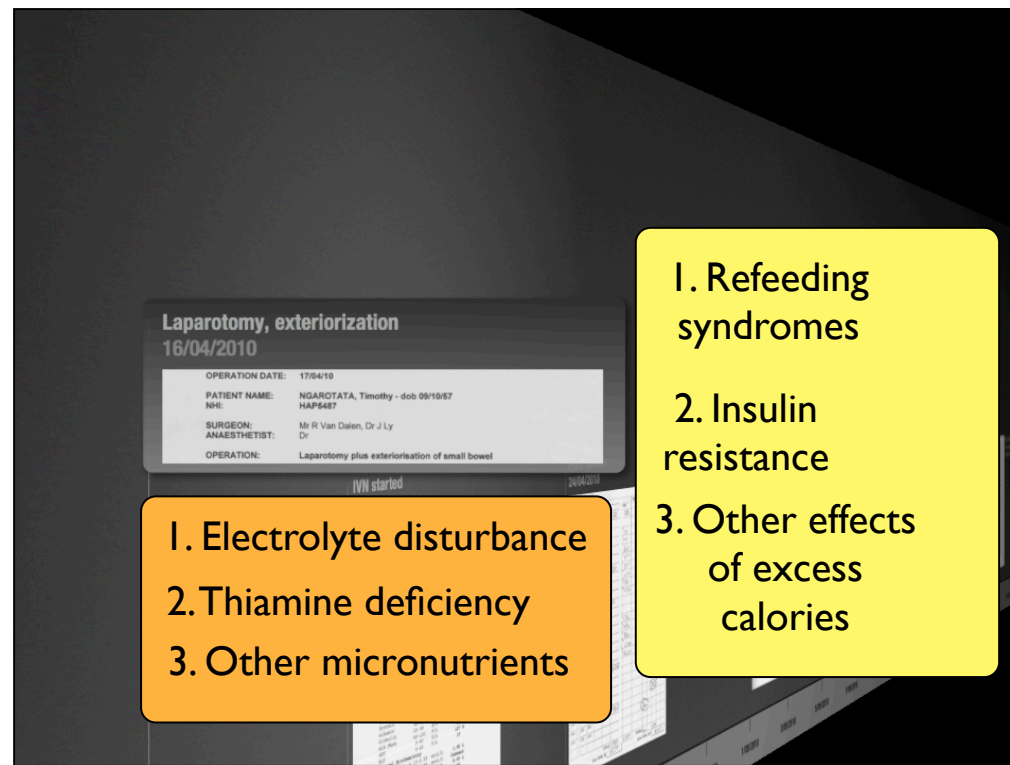 Laparotomy, exteriorization
16/04/2010
OPERATION DATE: 17/04/10
PATIENT NAME: NGAROTATA, Timothy - dob 09/10/57
NHI: HAP5487
SURGEON: Mr R Van Dalen, Dr J Ly
ANAESTHETIST: Dr
OPERATION: Laparotomy plus exteriorisation of small bowel
IVN started
24/04/2010
1. Electrolyte disturbance
2. Thiamine deficiency
3. Other micronutrients
1. Refeeding
syndromes
2. Insulin
resistance
3. Other effects
of excess
calories